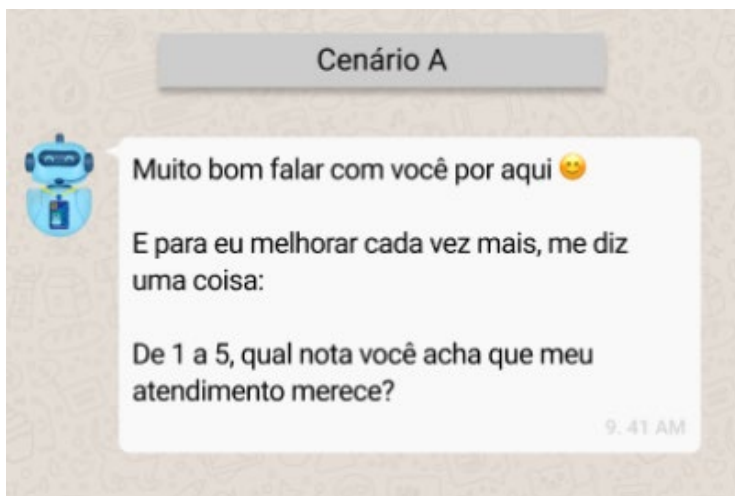 Cenário A
Muito bom falar com você por aqui 😊
E para eu melhorar cada vez mais, me diz
uma coisa:
De 1 a 5, qual nota você acha que meu
atendimento merece?
9. 41 AM